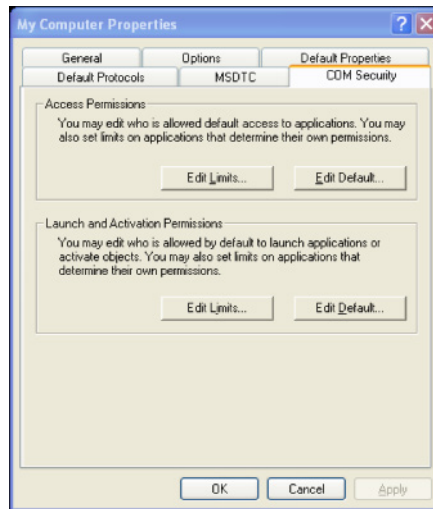 My Computer Properties
General Options Default Properties
Default Protocols MSDTC COM Security
Access Permissions
You may edit who is allowed default access to applications. You may
also set limits on applications that determine their own permissions.
Edit Limits... Edit Default...
Launch and Activation Permissions
You may edit who is allowed by default to launch applications or
activate objects. You may also set limits on applications that
determine their own permissions.
Edit Limits... Edit Default...
OK Cancel Apply